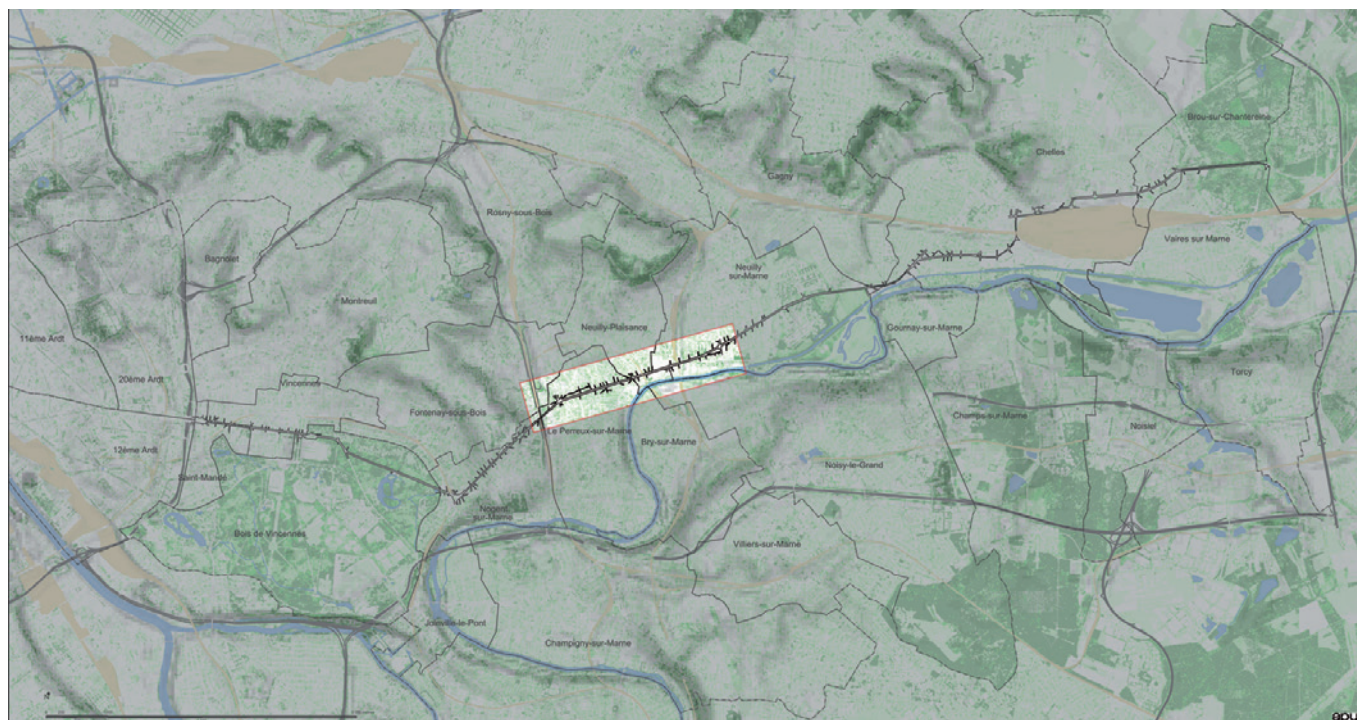 Brou-sur-Chantereine
Chelles
Gagny
Rosny-sous-Bois
Vaires sur Marne
Bagnolet
Neuilly
sur-Marne
Montreuil
Neuilly-Plaisance
Gournay-sur-Marne
11ème Ardt
20ème Ardt
Vincennes
Torcy
Fontenay-sous-Bois
Champs-sur-Marne
Noisiel
Le Perreux-sur-Marne
Bry-sur-Marne
12ème Ardt
Noisy-le-Grand
Saint-Mandé
Nogent
sur-Marne
Bois de Vincennes
Villiers-sur-Marne
Joinville-le-Pont
Champigny-sur-Marne
apur